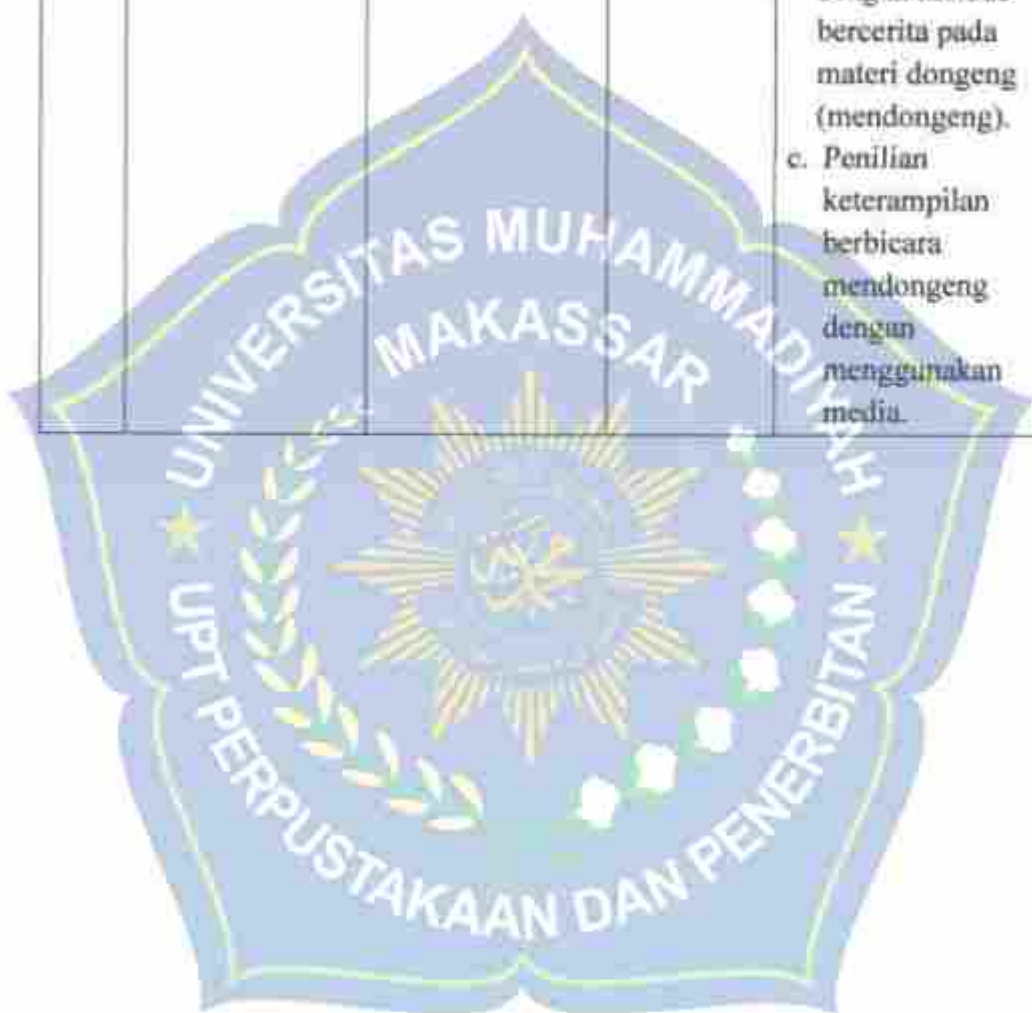 bercerita pada
materi dongeng
(mendongeng).
c. Penilian
keterampilan
berbicara
mendongeng
dengan
menggunakan
media.
UNIVERSITAS MUHAMMADIYAH
MAKASSAR
UPT PERPUSTAKAAN DAN PENERBITAN